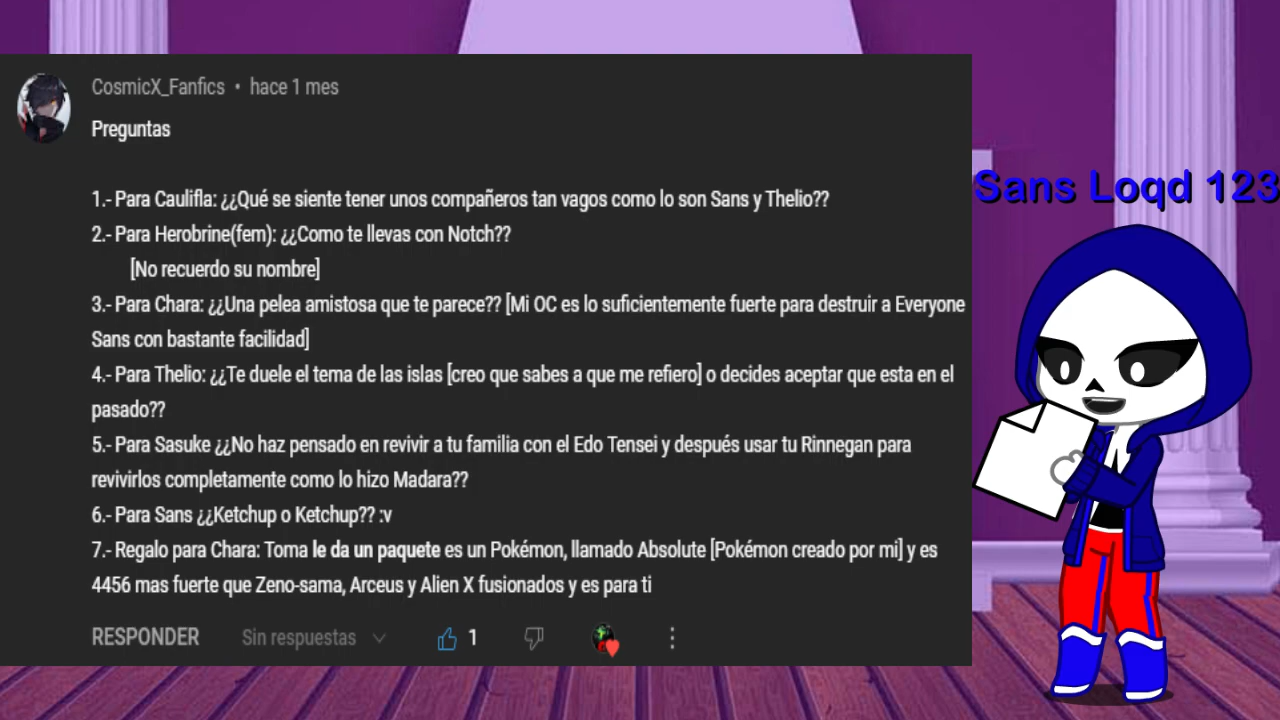 CosmicX_Fanfics • hace 1 mes
Preguntas
1.- Para Caulifla: ¿¿Qué se siente tener unos compañeros tan vagos como lo son Sans y Thelio??
2.- Para Herobrine(fem): ¿¿Como te llevas con Notch??
[No recuerdo su nombre]
3.- Para Chara: ¿¿Una pelea amistosa que te parece?? [Mi OC es lo suficientemente fuerte para destruir a Everyone
Sans con bastante facilidad]
4.- Para Thelio: ¿¿Te duele el tema de las islas [creo que sabes a que me refiero] o decides aceptar que esta en el
pasado??
5.- Para Sasuke ¿¿No haz pensado en revivir a tu familia con el Edo Tensei y después usar tu Rinnegan para
revivirlos completamente como lo hizo Madara??
6.- Para Sans ¿¿Ketchup o Ketchup?? :v
7.- Regalo para Chara: Toma le da un paquete es un Pokémon, llamado Absolute [Pokémon creado por mi] y es
4456 mas fuerte que Zeno-sama, Arceus y Alien X fusionados y es para ti
RESPONDER Sin respuestas 1
Sans Loqd 123